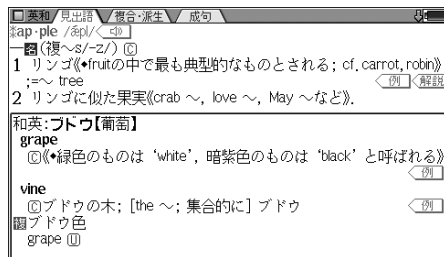 英和 見出語 複合・派生 成句
ap・ple /ǽpl/
━名(複～s/-z/) Ⓒ
1 リンゴ《◆fruitの中で最も典型的なものとされる; cf. carrot, robin》
;=～ tree 例 解説
2 リンゴに似た果実《crab ～, love ～, May ～など》.
和英:ブドウ【葡萄】
grape
Ⓒ《◆緑色のものは 'white', 暗紫色のものは 'black' と呼ばれる》
例
vine
Ⓒブドウの木; [the ～; 集合的に] ブドウ 例
複ブドウ色
grape Ⓤ